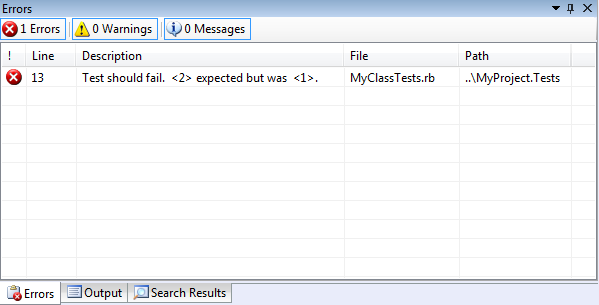 Errors
1 Errors 0 Warnings 0 Messages
! Line Description File Path
13 Test should fail. <2> expected but was <1>. MyClassTests.rb ..\MyProject.Tests
Errors Output Search Results